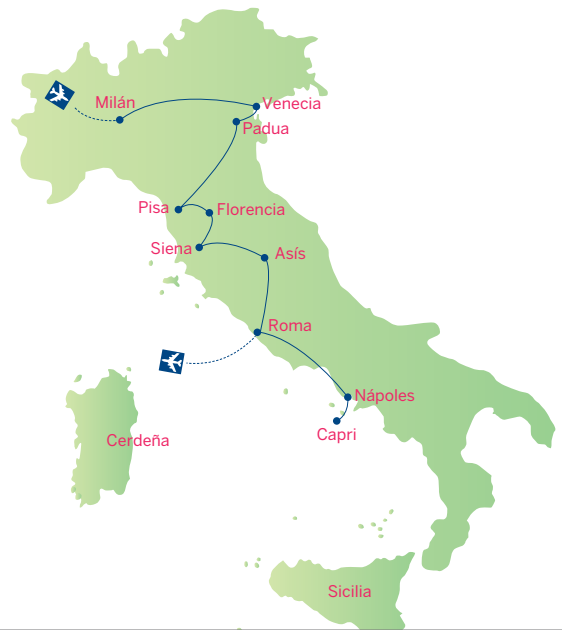 Milán
Venecia
Padua
Pisa
Florencia
Siena
Asís
Roma
Nápoles
Capri
Cerdeña
Sicilia